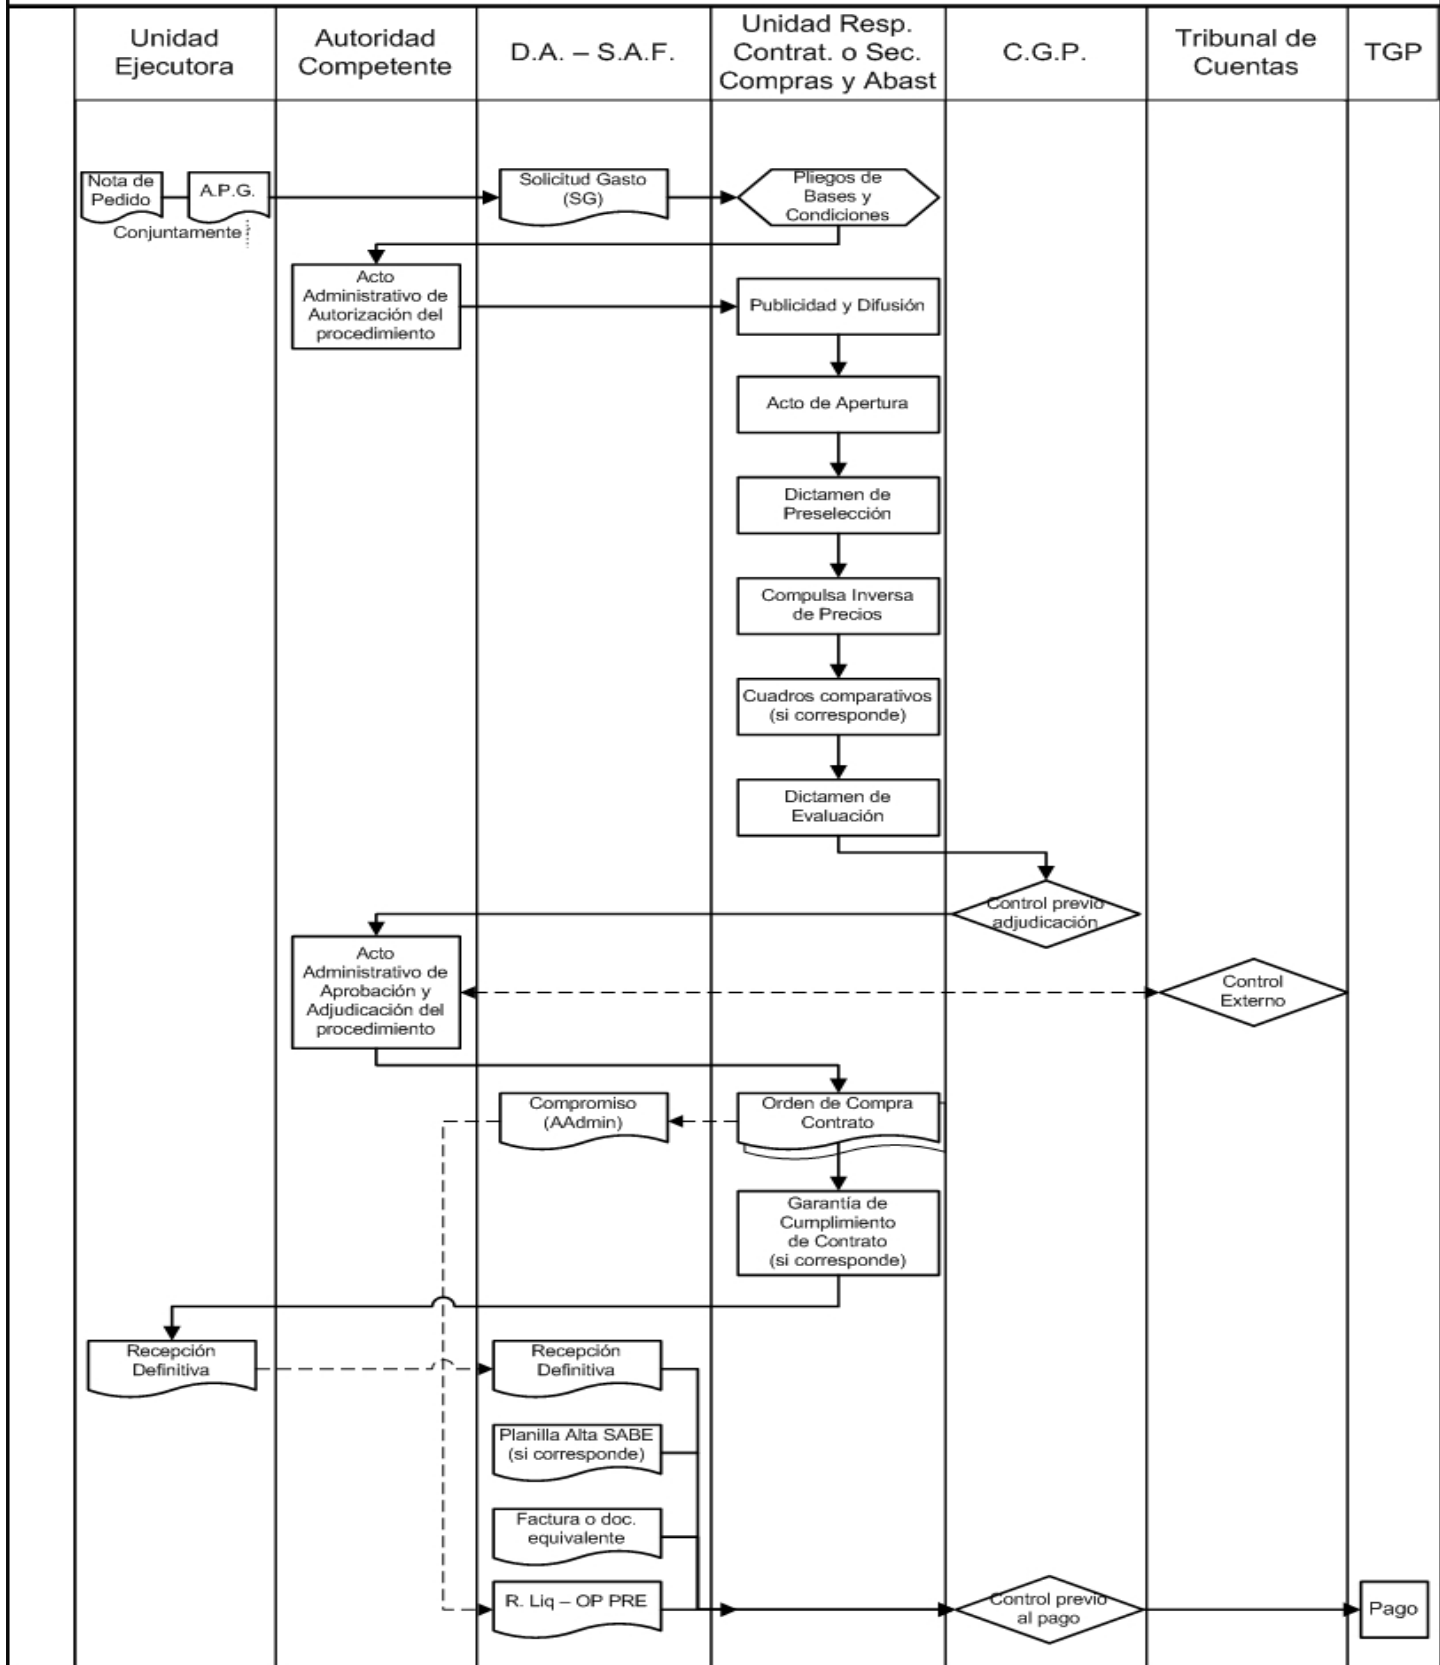 Unidad
Ejecutora
Autoridad
Competente
D.A. – S.A.F.
Unidad Resp.
Contrat. o Sec.
Compras y Abast
C.G.P.
Tribunal de
Cuentas
TGP
Nota de
Pedido
A.P.G.
Conjuntamente
Solicitud Gasto
(SG)
Pliegos de
Bases y
Condiciones
Acto
Administrativo de
Autorización del
procedimiento
Publicidad y Difusión
Acto de Apertura
Dictamen de
Preselección
Compulsa Inversa
de Precios
Cuadros comparativos
(si corresponde)
Dictamen de
Evaluación
Control previo
adjudicación
Acto
Administrativo de
Aprobación y
Adjudicación del
procedimiento
Control
Externo
Compromiso
(AAdmin)
Orden de Compra
Contrato
Garantía de
Cumplimiento
de Contrato
(si corresponde)
Recepción
Definitiva
Recepción
Definitiva
Planilla Alta SABE
(si corresponde)
Factura o doc.
equivalente
R. Liq – OP PRE
Control previo
al pago
Pago